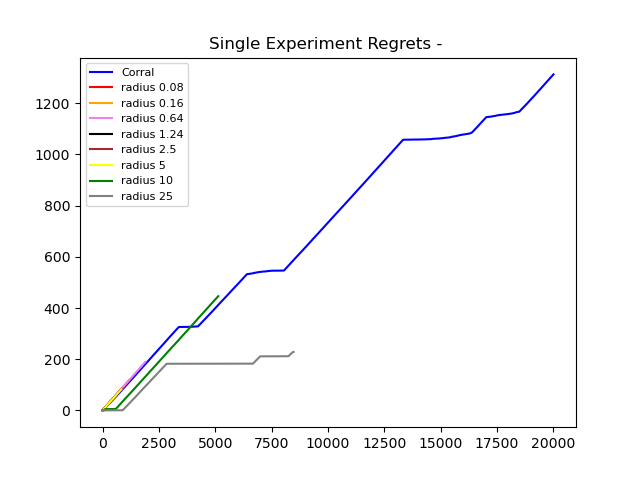 Single Experiment Regrets -
Corral
radius 0.08
radius 0.16
radius 0.64
radius 1.24
radius 2.5
radius 5
radius 10
radius 25
1200
1000
800
600
400
200
0
0 2500 5000 7500 10000 12500 15000 17500 20000